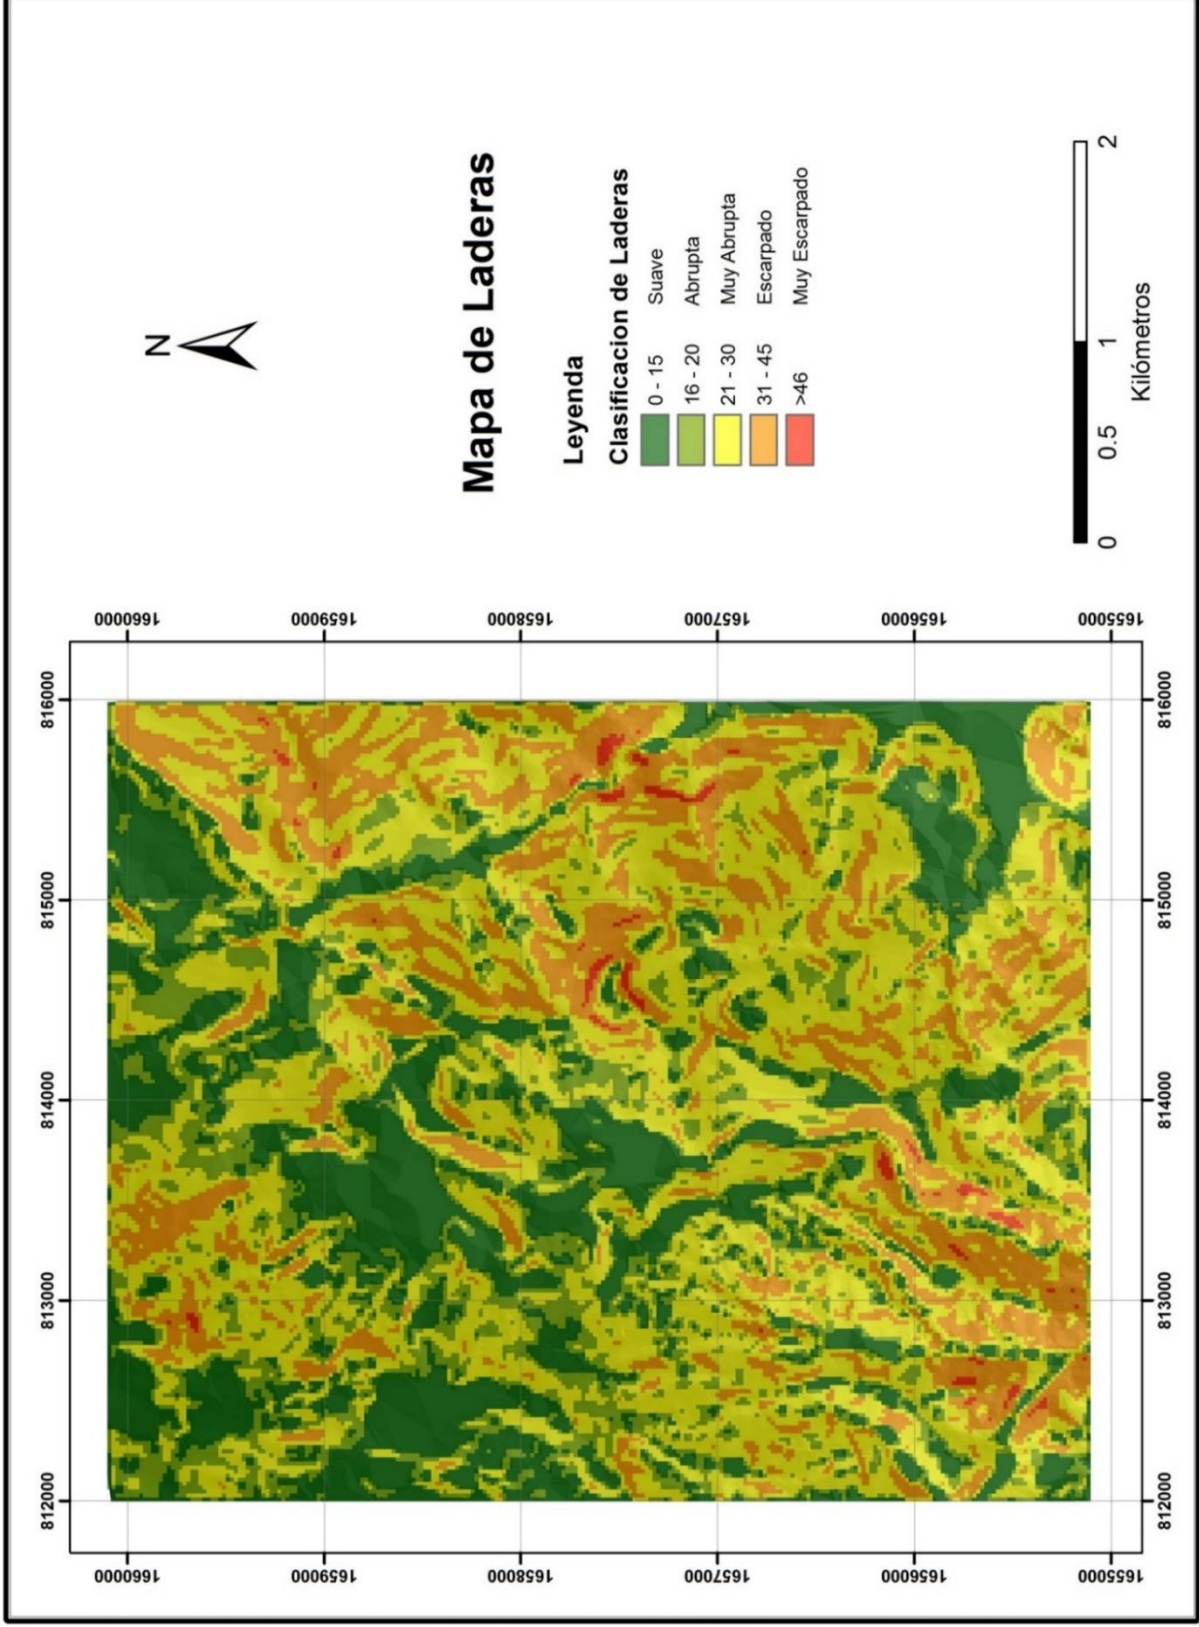 812000 813000 814000 815000 816000
1660000 1660000
1659000 1659000
1658000 1658000
1657000 1657000
1656000 1656000
1655000 1655000
812000 813000 814000 815000 816000
N
Mapa de Laderas
Leyenda
Clasificacion de Laderas
0 - 15 Suave
16 - 20 Abrupta
21 - 30 Muy Abrupta
31 - 45 Escarpado
>46 Muy Escarpado
0 0.5 1 2
Kilómetros